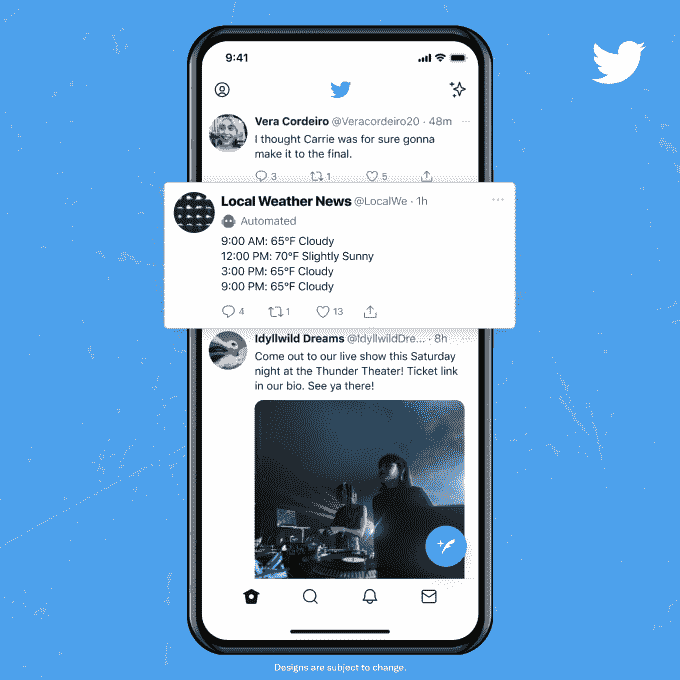 9:41
Vera Cordeiro @Veracordeiro20 · 48m
I thought Carrie was for sure gonna
make it to the final.
3 1 5
Local Weather News @LocalWe · 1h
Automated
9:00 AM: 65°F Cloudy
12:00 PM: 70°F Slightly Sunny
3:00 PM: 65°F Cloudy
9:00 PM: 65°F Cloudy
4 1 13
Idyllwild Dreams @IdyllwildDre... · 8h
Come out to our live show this Saturday
night at the Thunder Theater! Ticket link
in our bio. See ya there!
Designs are subject to change.